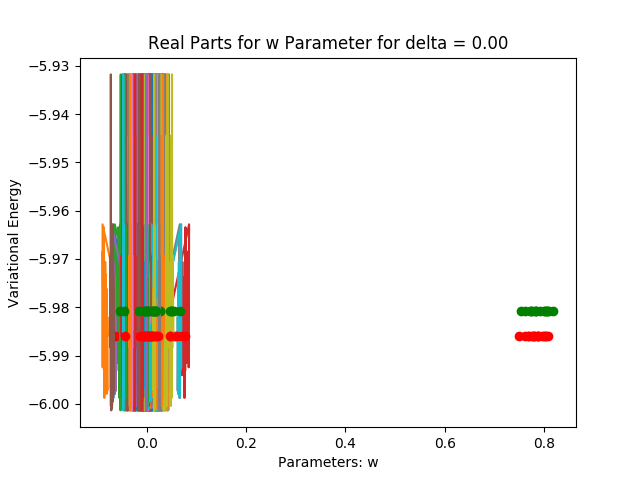 Real Parts for w Parameter for delta = 0.00
−5.93
−5.94
−5.95
−5.96
−5.97
−5.98
−5.99
−6.00
Variational Energy
0.0 0.2 0.4 0.6 0.8
Parameters: w